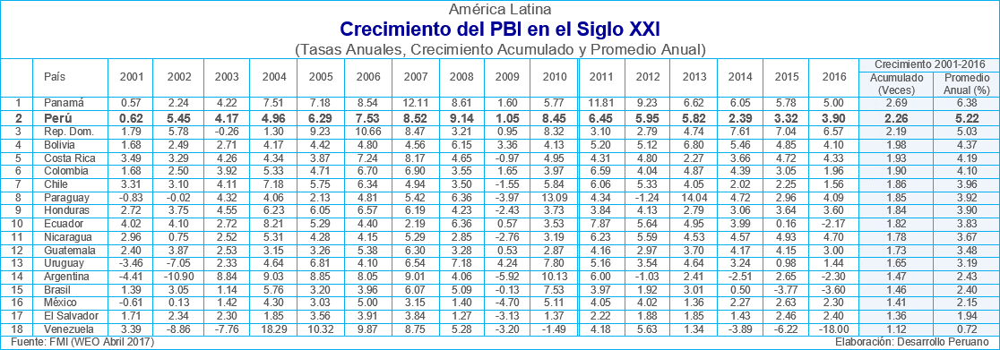 América Latina
Crecimiento del PBI en el Siglo XXI
(Tasas Anuales, Crecimiento Acumulado y Promedio Anual)
Crecimiento 2001-2016
País 2001 2002 2003 2004 2005 2006 2007 2008 2009 2010 2011 2012 2013 2014 2015 2016 Acumulado (Veces) Promedio Anual (%)
1 Panamá 0.57 2.24 4.22 7.51 7.18 8.54 12.11 8.61 1.60 5.77 11.81 9.23 6.62 6.05 5.78 5.00 2.69 6.38
2 Perú 0.62 5.45 4.17 4.96 6.29 7.53 8.52 9.14 1.05 8.45 6.45 5.95 5.82 2.39 3.32 3.90 2.26 5.22
3 Rep. Dom. 1.79 5.78 -0.26 1.30 9.23 10.66 8.47 3.21 0.95 8.32 3.10 2.79 4.74 7.61 7.04 6.57 2.19 5.03
4 Bolivia 1.68 2.49 2.71 4.17 4.42 4.80 4.56 6.15 3.36 4.13 5.20 5.12 6.80 5.46 4.85 4.10 1.98 4.37
5 Costa Rica 3.49 3.29 4.26 4.34 3.87 7.24 8.17 4.65 -0.97 4.95 4.31 4.80 2.27 3.66 4.72 4.33 1.93 4.19
6 Colombia 1.68 2.50 3.92 5.33 4.71 6.70 6.90 3.55 1.65 3.97 6.59 4.04 4.87 4.39 3.05 1.96 1.90 4.10
7 Chile 3.31 3.10 4.11 7.18 5.75 6.34 4.94 3.50 -1.55 5.84 6.06 5.33 4.05 2.02 2.25 1.56 1.86 3.96
8 Paraguay -0.83 -0.02 4.32 4.06 2.13 4.81 5.42 6.36 -3.97 13.09 4.34 -1.24 14.04 4.72 2.96 4.09 1.85 3.92
9 Honduras 2.72 3.75 4.55 6.23 6.05 6.57 6.19 4.23 -2.43 3.73 3.84 4.13 2.79 3.06 3.64 3.60 1.84 3.90
10 Ecuador 4.02 4.10 2.72 8.21 5.29 4.40 2.19 6.36 0.57 3.53 7.87 5.64 4.95 3.99 0.16 -2.17 1.82 3.83
11 Nicaragua 2.96 0.75 2.52 5.31 4.28 4.15 5.29 2.85 -2.76 3.19 6.23 5.59 4.53 4.57 4.93 4.70 1.78 3.67
12 Guatemala 2.40 3.87 2.53 3.15 3.26 5.38 6.30 3.28 0.53 2.87 4.16 2.97 3.70 4.17 4.15 3.00 1.73 3.48
13 Uruguay -3.46 -7.05 2.33 4.64 6.81 4.10 6.54 7.18 4.24 7.80 5.16 3.54 4.64 3.24 0.98 1.44 1.65 3.19
14 Argentina -4.41 -10.90 8.84 9.03 8.85 8.05 9.01 4.06 -5.92 10.13 6.00 -1.03 2.41 -2.51 2.65 -2.30 1.47 2.43
15 Brasil 1.39 3.05 1.14 5.76 3.20 3.96 6.07 5.09 -0.13 7.53 3.97 1.92 3.01 0.50 -3.77 -3.60 1.46 2.40
16 México -0.61 0.13 1.42 4.30 3.03 5.00 3.15 1.40 -4.70 5.11 4.05 4.02 1.36 2.27 2.63 2.30 1.41 2.15
17 El Salvador 1.71 2.34 2.30 1.85 3.56 3.91 3.84 1.27 -3.13 1.37 2.22 1.88 1.85 1.43 2.46 2.40 1.36 1.94
18 Venezuela 3.39 -8.86 -7.76 18.29 10.32 9.87 8.75 5.28 -3.20 -1.49 4.18 5.63 1.34 -3.89 -6.22 -18.00 1.12 0.72
Fuente: FMI (WEO Abril 2017) Elaboración: Desarrollo Peruano